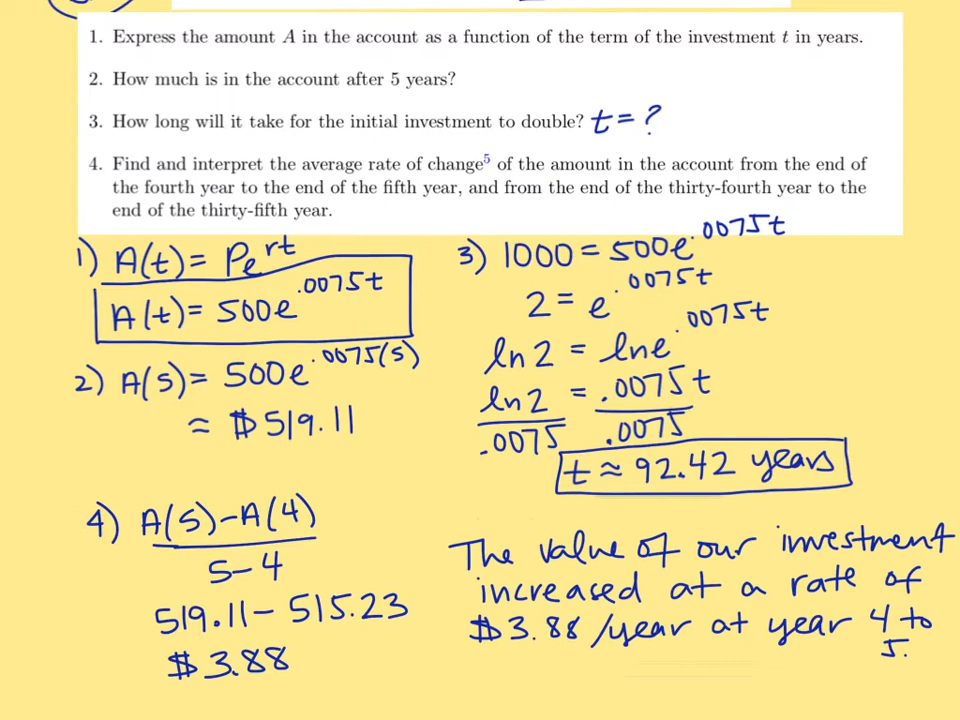 1. Express the amount A in the account as a function of the term of the investment t in years.
2. How much is in the account after 5 years?
3. How long will it take for the initial investment to double? t = ?
4. Find and interpret the average rate of change⁵ of the amount in the account from the end of
the fourth year to the end of the fifth year, and from the end of the thirty-fourth year to the
end of the thirty-fifth year.
1) A(t) = Pe^rt
A(t) = 500e^.0075t
2) A(5) = 500e^.0075(5)
≈ $519.11
3) 1000 = 500e^.0075t
2 = e^.0075t
ln 2 = ln e^.0075t
ln 2 = .0075t
.0075 .0075
t ≈ 92.42 years
4) A(5) - A(4)
5 - 4
519.11 - 515.23
$3.88
The value of our investment
increased at a rate of
$3.88/year at year 4 to
5.